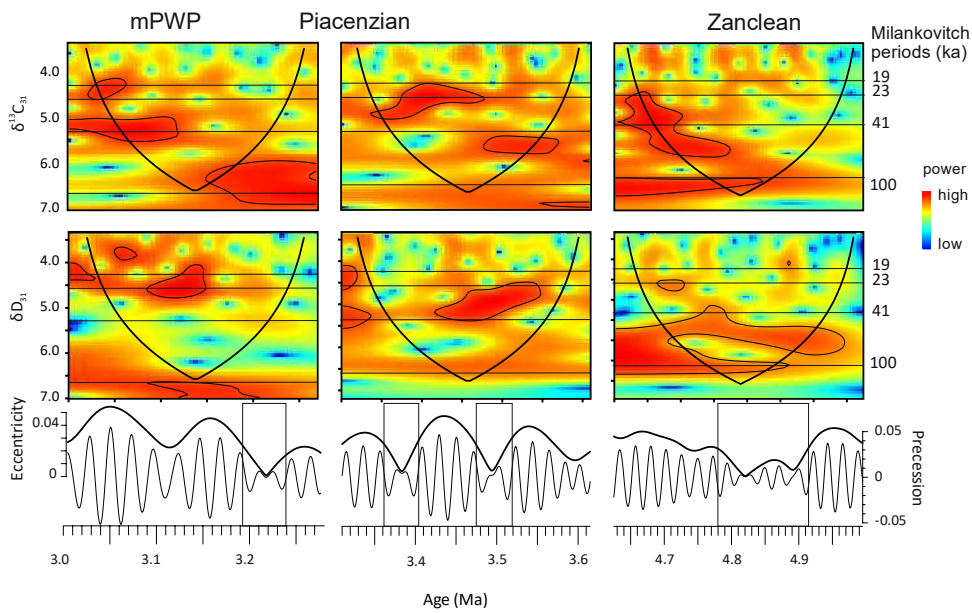 mPWP Piacenzian Zanclean
Milankovitch
periods (ka)
δ¹³C₃₁
4.0
5.0
6.0
7.0
19
23
41
100
power
high
low
δD₃₁
4.0
5.0
6.0
7.0
19
23
41
100
Eccentricity
0.04
0
0.05
0
-0.05
Precession
3.0 3.1 3.2 3.4 3.5 3.6 4.7 4.8 4.9
Age (Ma)